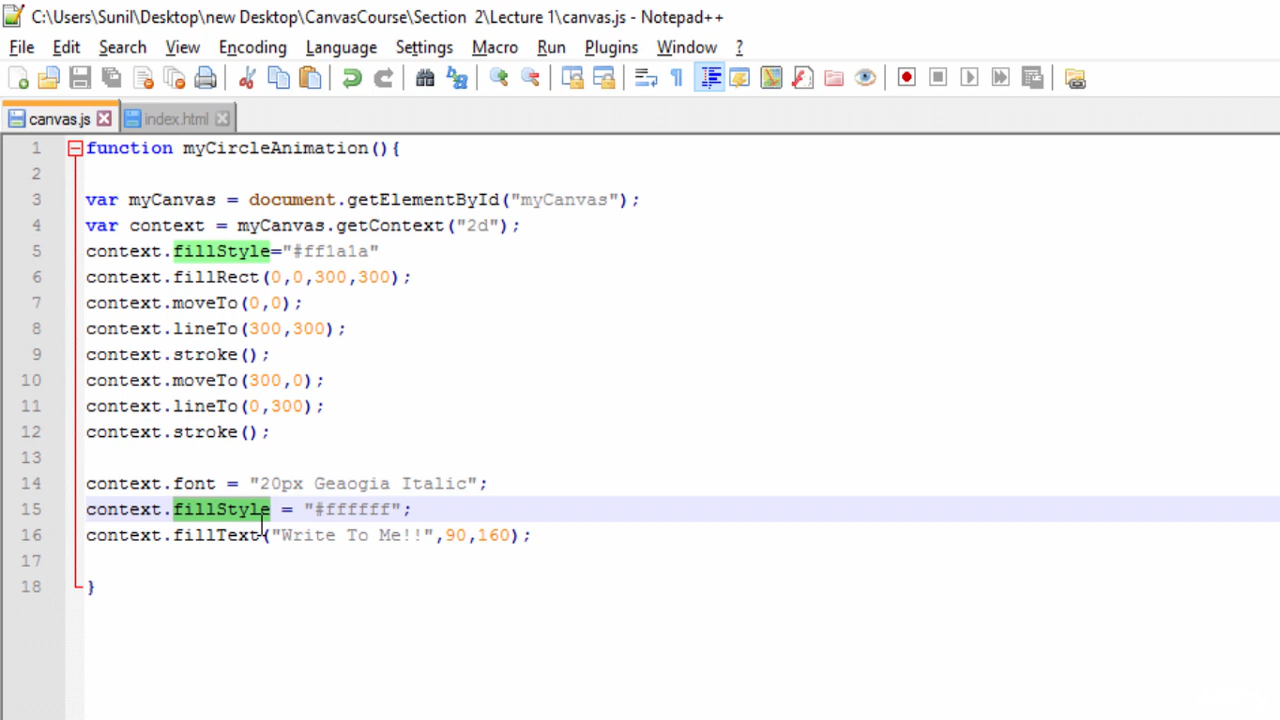 C:\Users\Sunil\Desktop\new Desktop\CanvasCourse\Section  2\Lecture 1\canvas.js - Notepad++
File Edit Search View Encoding Language Settings Macro Run Plugins Window ?
canvas.js index.html
1 function myCircleAnimation(){
2
3 var myCanvas = document.getElementById("myCanvas");
4 var context = myCanvas.getContext("2d");
5 context.fillStyle="#ff1a1a"
6 context.fillRect(0,0,300,300);
7 context.moveTo(0,0);
8 context.lineTo(300,300);
9 context.stroke();
10 context.moveTo(300,0);
11 context.lineTo(0,300);
12 context.stroke();
13
14 context.font = "20px Geaogia Italic";
15 context.fillStyle = "#ffffff";
16 context.fillText("Write To Me!!",90,160);
17
18 }